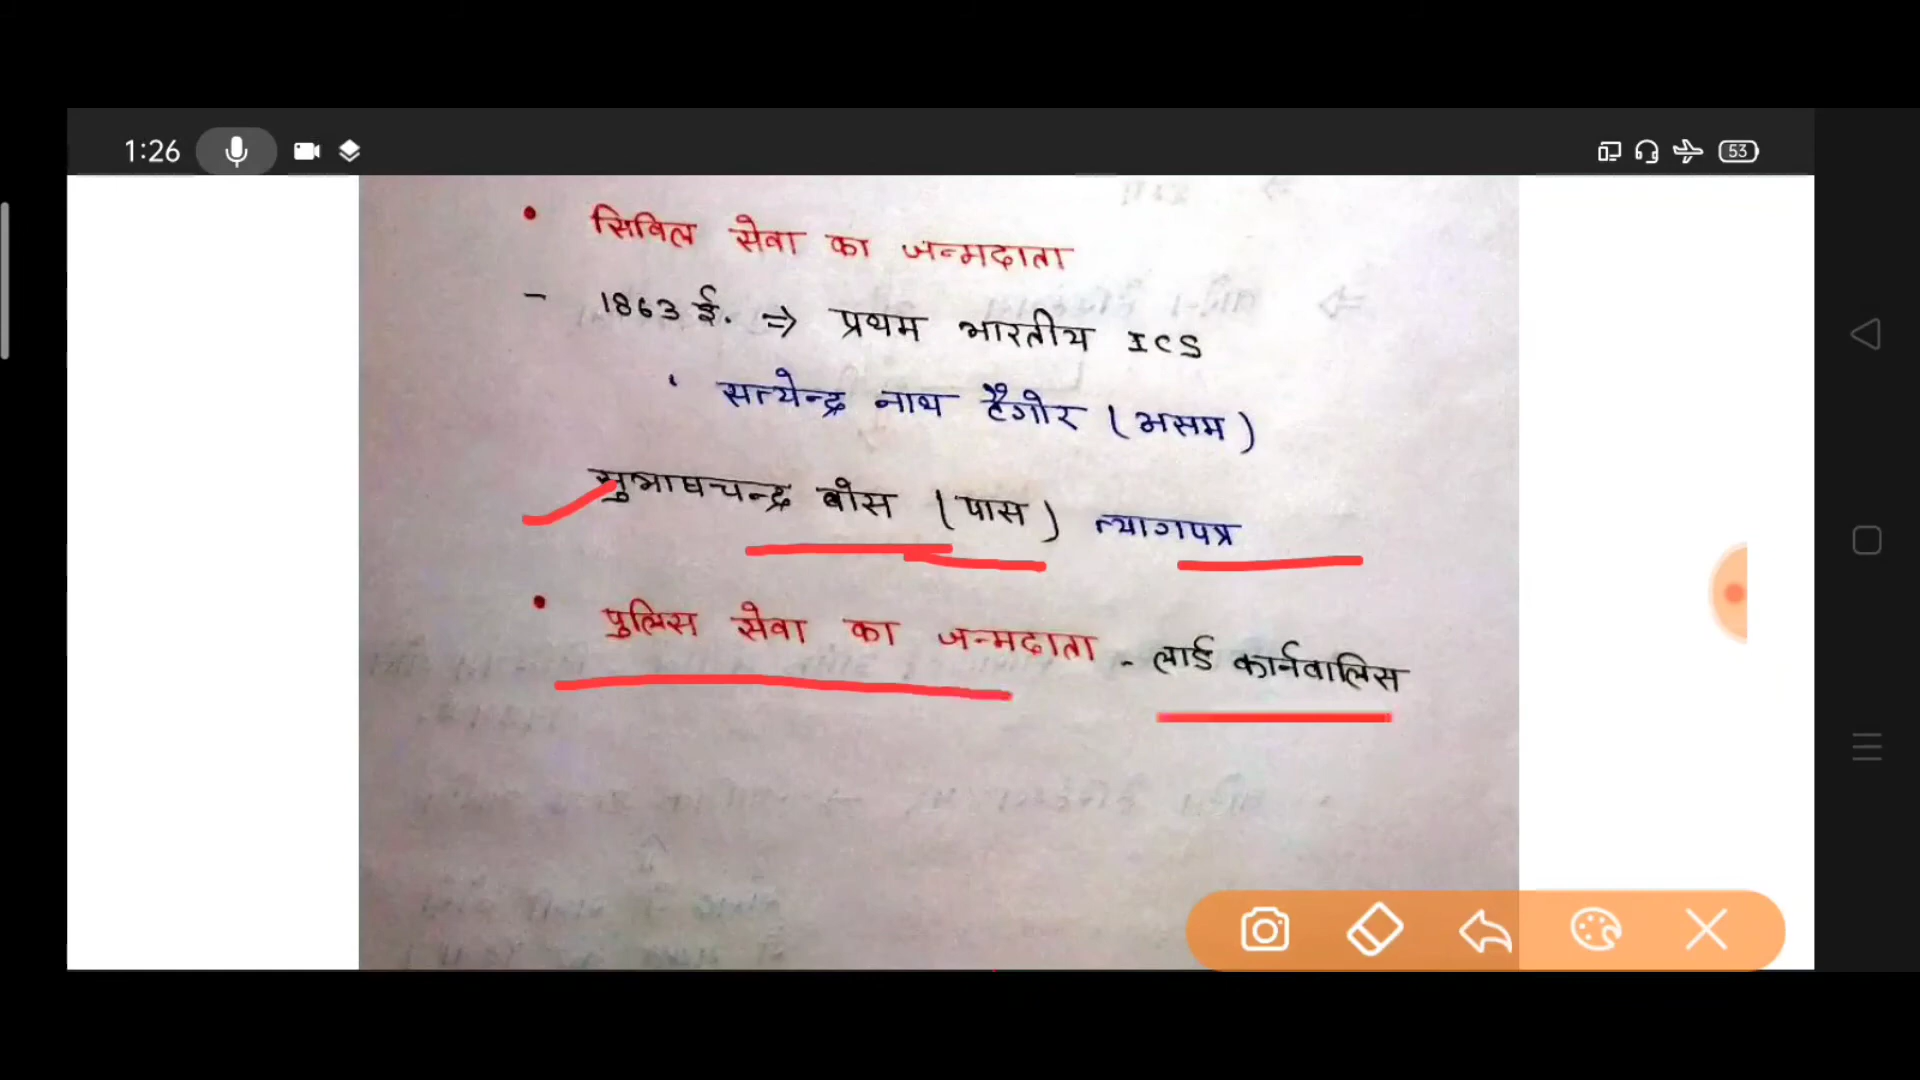 1:26
53
• सिविल सेवा का जन्मदाता
- 1863 ई. ⇒ प्रथम भारतीय ICS
• सत्येन्द्र नाथ टैगोर (असम)
सुभाषचन्द्र बोस (पास) त्यागपत्र
• पुलिस सेवा का जन्मदाता - लार्ड कार्नवालिस